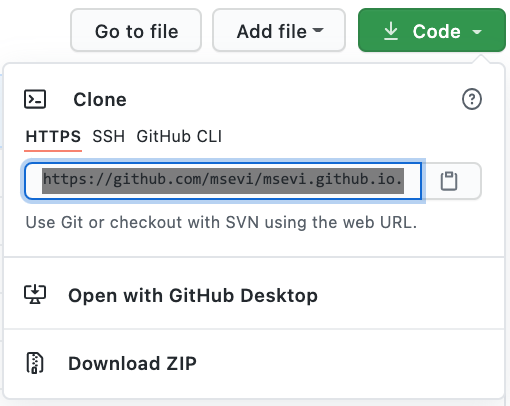 Go to file Add file Code
Clone
HTTPS SSH GitHub CLI
https://github.com/msevi/msevi.github.io.
Use Git or checkout with SVN using the web URL.
Open with GitHub Desktop
Download ZIP